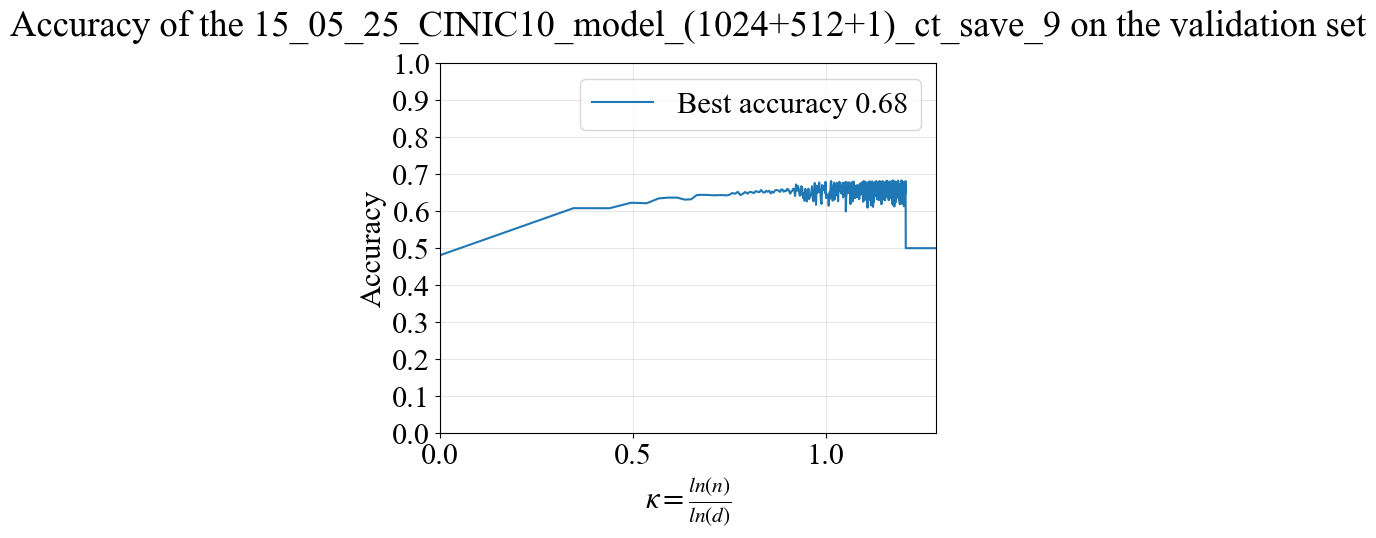 Accuracy of the 15_05_25_CINIC10_model_(1024+512+1)_ct_save_9 on the validation set
Best accuracy 0.68
1.0
0.9
0.8
0.7
0.6
0.5
0.4
0.3
0.2
0.1
0.0
Accuracy
0.0 0.5 1.0
κ = ln(n) / ln(d)